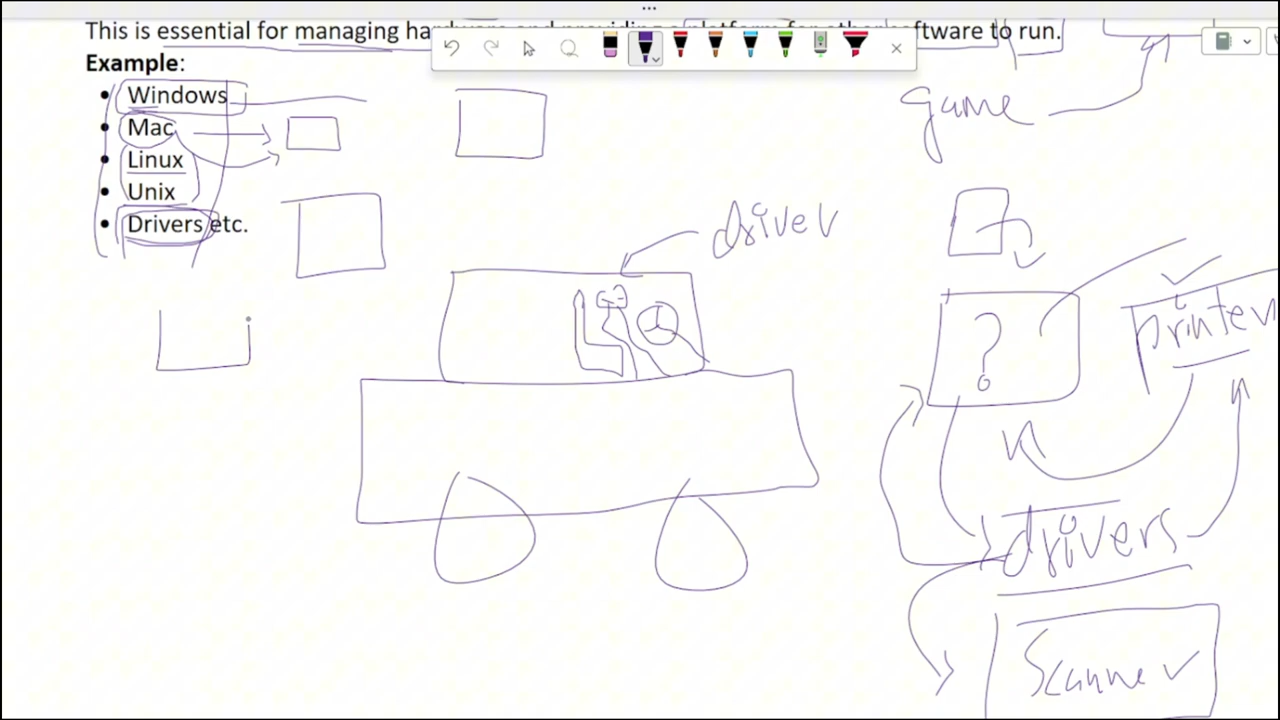 This is essential for managing ha
ftware to run.
Example:
• Windows
• Mac
• Linux
• Unix
• Drivers etc.
game
driver
?
printer
drivers
Scanner